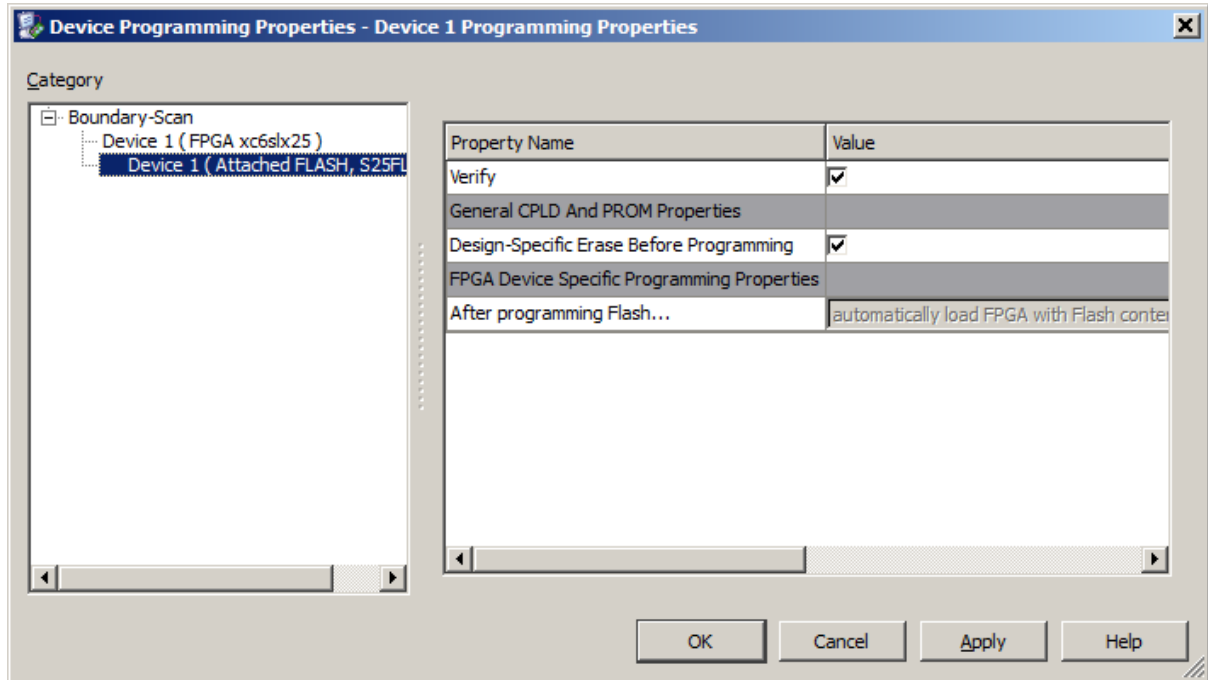 Device Programming Properties - Device 1 Programming Properties
Category
Boundary-Scan
Device 1 ( FPGA xc6slx25 )
Device 1 ( Attached FLASH, S25FL
Property Name Value
Verify
General CPLD And PROM Properties
Design-Specific Erase Before Programming
FPGA Device Specific Programming Properties
After programming Flash... automatically load FPGA with Flash conte
OK Cancel Apply Help